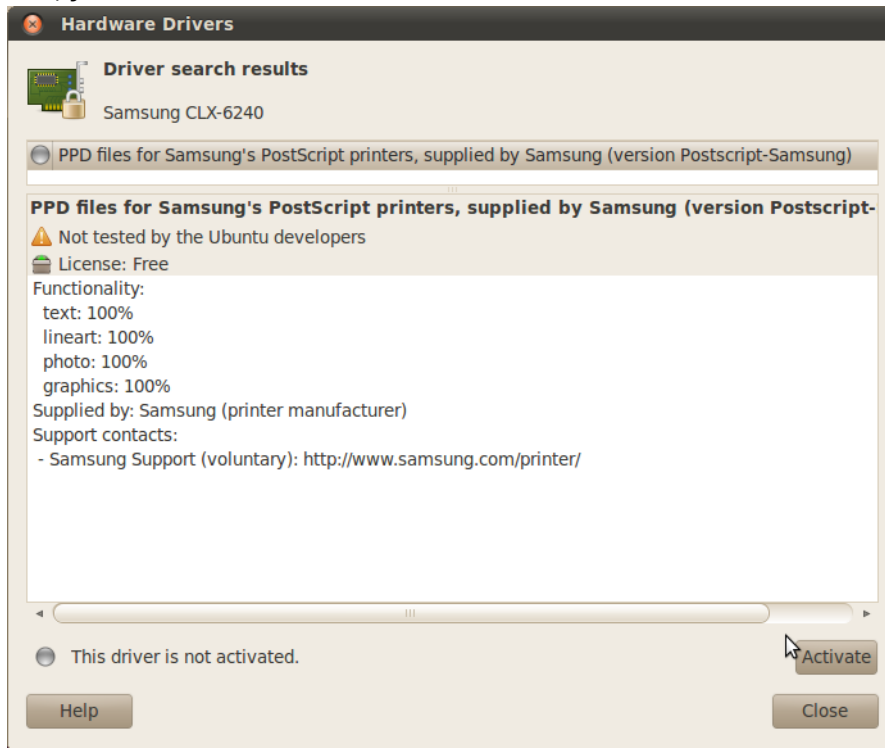 Hardware Drivers
Driver search results
Samsung CLX-6240
PPD files for Samsung's PostScript printers, supplied by Samsung (version Postscript-Samsung)
PPD files for Samsung's PostScript printers, supplied by Samsung (version Postscript-
Not tested by the Ubuntu developers
License: Free
Functionality:
text: 100%
lineart: 100%
photo: 100%
graphics: 100%
Supplied by: Samsung (printer manufacturer)
Support contacts:
- Samsung Support (voluntary): http://www.samsung.com/printer/
This driver is not activated.
Activate
Help
Close